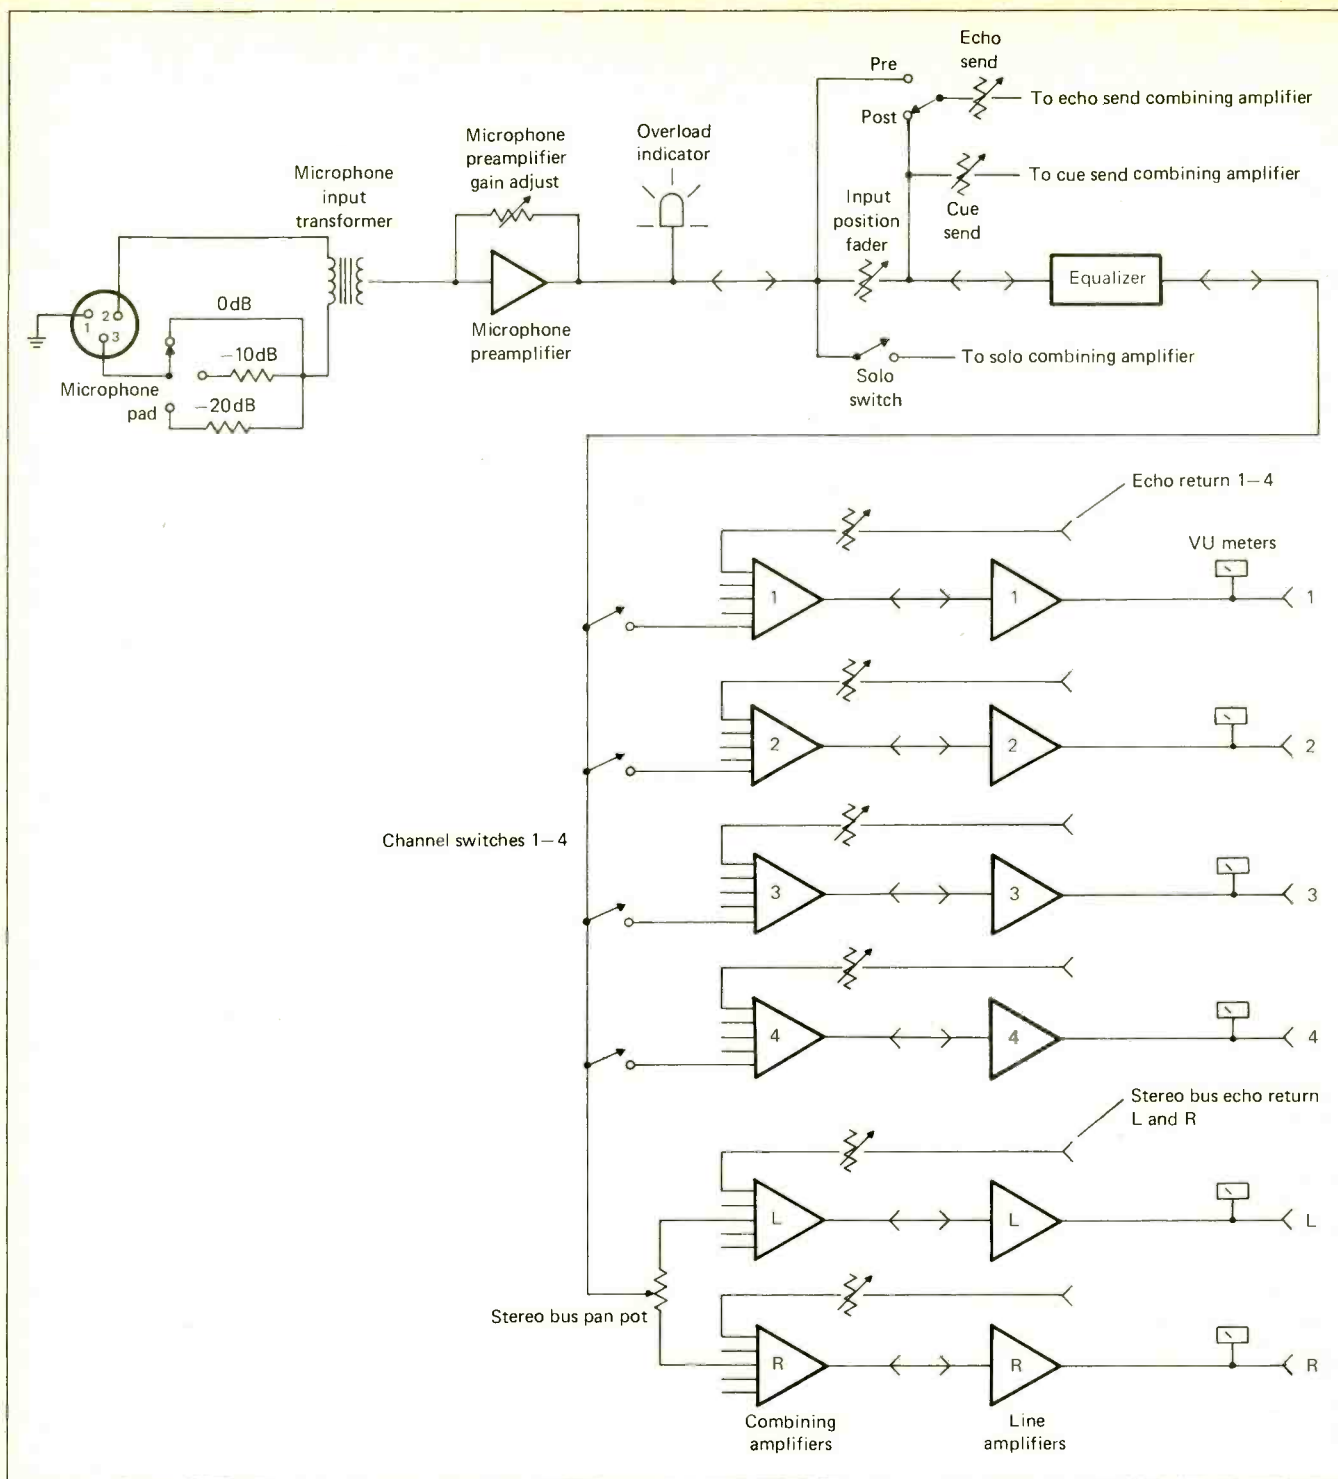 Echo
send
Pre
To echo send combining amplifier
Post
Overload
indicator
Microphone
preamplifier
gain adjust
Microphone
input
transformer
To cue send combining amplifier
Input
position
fader
Cue
send
Equalizer
1
2
3
0dB
−10dB
−20dB
Microphone
pad
Microphone
preamplifier
To solo combining amplifier
Solo
switch
Echo return 1−4
VU meters
1
1
1
2
2
2
Channel switches 1−4
3
3
3
4
4
4
Stereo bus echo return
L and R
L
L
L
Stereo bus pan pot
R
R
R
Combining
amplifiers
Line
amplifiers